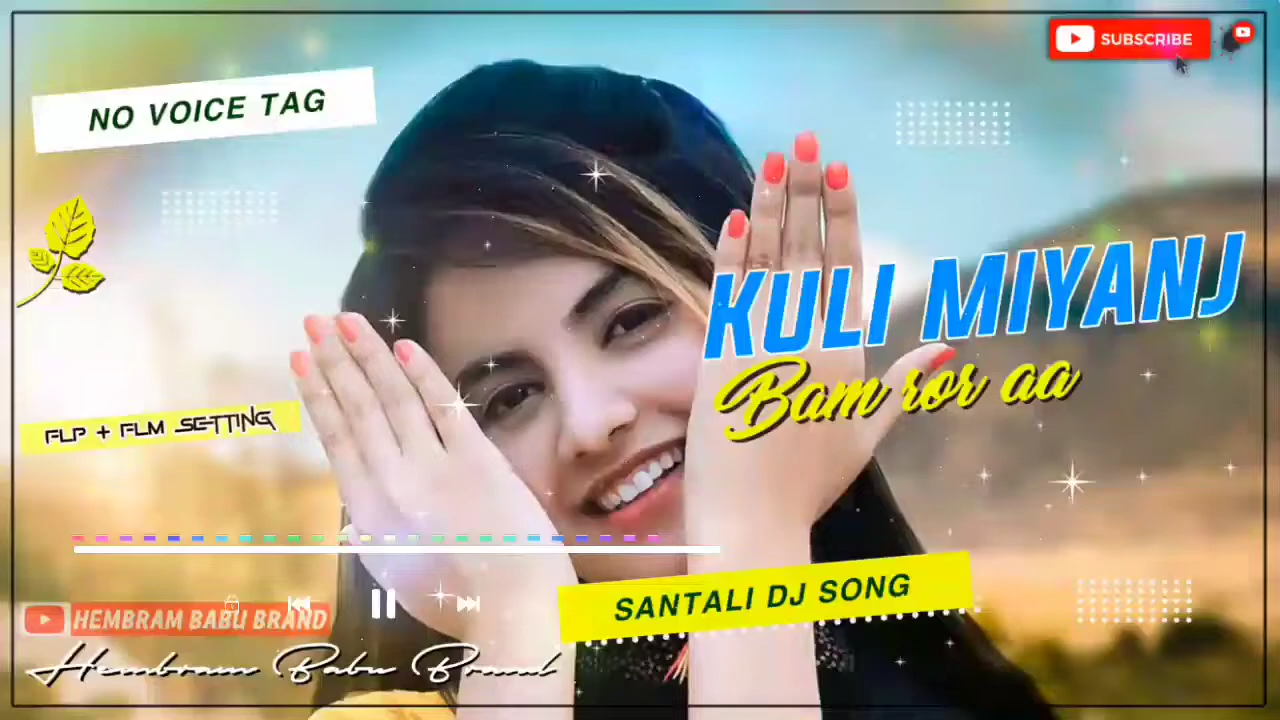 SUBSCRIBE
NO VOICE TAG
KULI MIYANJ
Bam ror aa
FLP + FLM SETTING
SANTALI DJ SONG
HEMBRAM BABU BRAND
Hembram Babu Brand